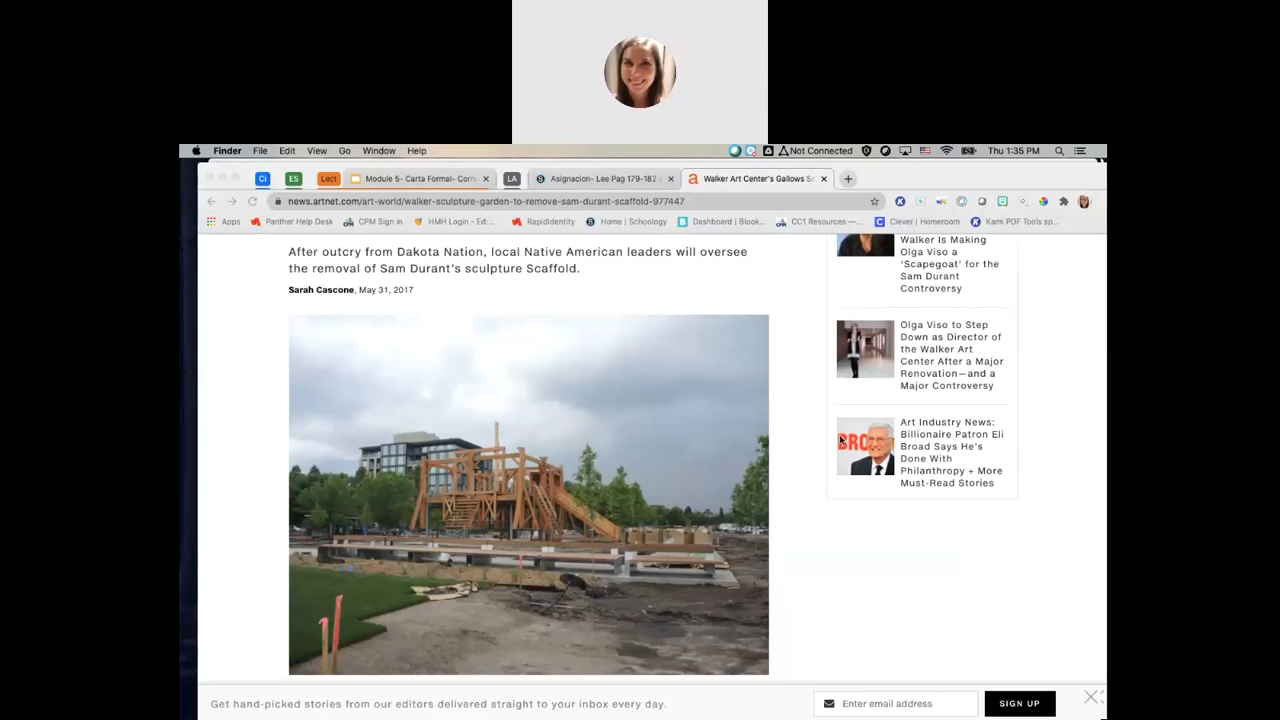 Finder File Edit View Go Window Help Not Connected Thu 1:35 PM
CI ES Lect Module 5- Carta Formal- Corr LA Asignacion- Lee Pag 179-182 y Walker Art Center's Gallows Sc
news.artnet.com/art-world/walker-sculpture-garden-to-remove-sam-durant-scaffold-977447
Apps Panther Help Desk CPM Sign in HMH Login - Ed:... RapidIdentity Home | Schoology Dashboard | Blook... CC1 Resources —... Clever | Homeroom Kami PDF Tools sp...
After outcry from Dakota Nation, local Native American leaders will oversee
the removal of Sam Durant's sculpture Scaffold.
Sarah Cascone, May 31, 2017
Walker Is Making
Olga Viso a
'Scapegoat' for the
Sam Durant
Controversy
Olga Viso to Step
Down as Director of
the Walker Art
Center After a Major
Renovation—and a
Major Controversy
BRO
Art Industry News:
Billionaire Patron Eli
Broad Says He's
Done With
Philanthropy + More
Must-Read Stories
Get hand-picked stories from our editors delivered straight to your inbox every day.
Enter email address
SIGN UP